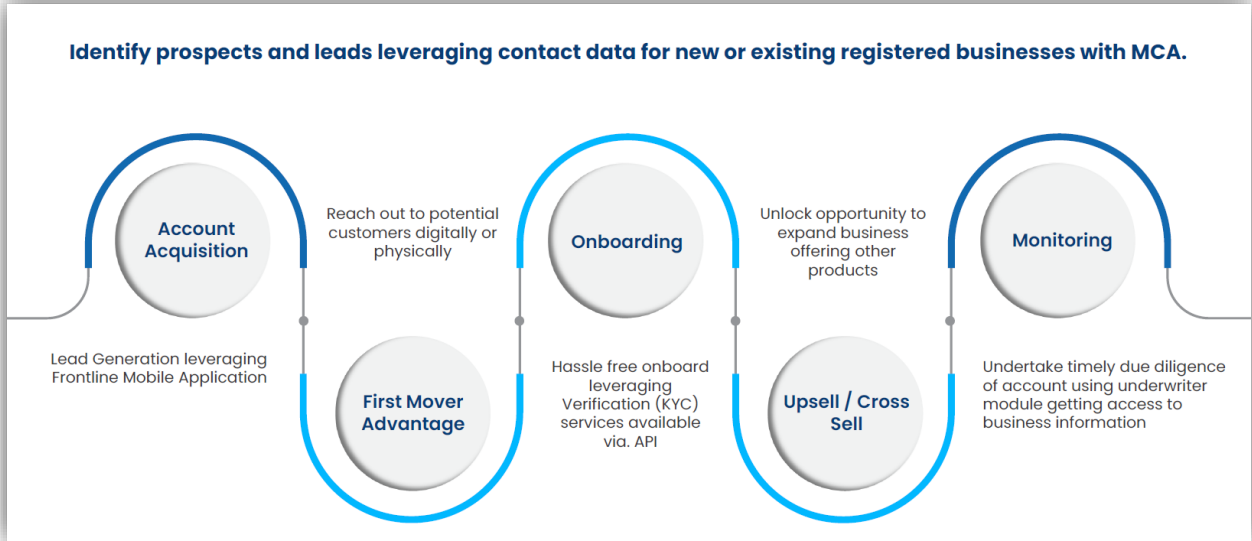 Identify prospects and leads leveraging contact data for new or existing registered businesses with MCA.
Account
Acquisition
Lead Generation leveraging
Frontline Mobile Application
Reach out to potential
customers digitally or
physically
First Mover
Advantage
Onboarding
Hassle free onboard
leveraging
Verification (KYC)
services available
via. API
Unlock opportunity to
expand business
offering other
products
Upsell / Cross
Sell
Monitoring
Undertake timely due diligence
of account using underwriter
module getting access to
business information